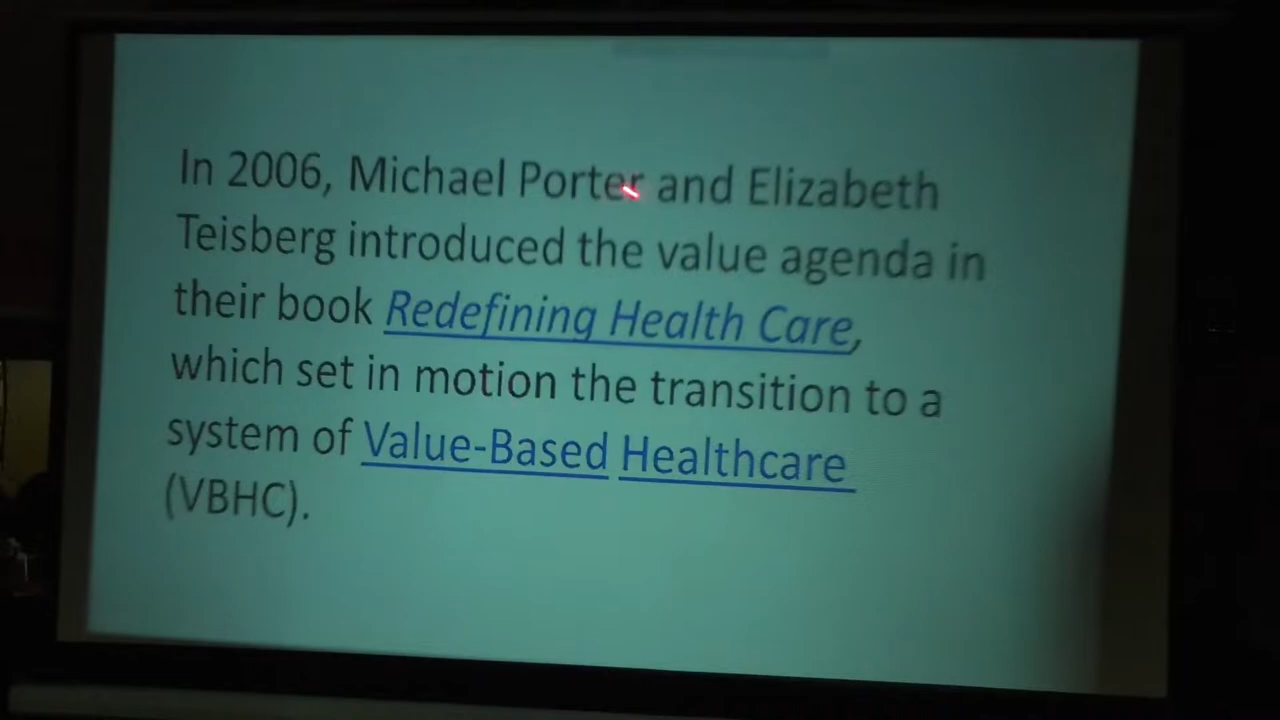 In 2006, Michael Porter and Elizabeth
Teisberg introduced the value agenda in
their book Redefining Health Care,
which set in motion the transition to a
system of Value-Based Healthcare
(VBHC).